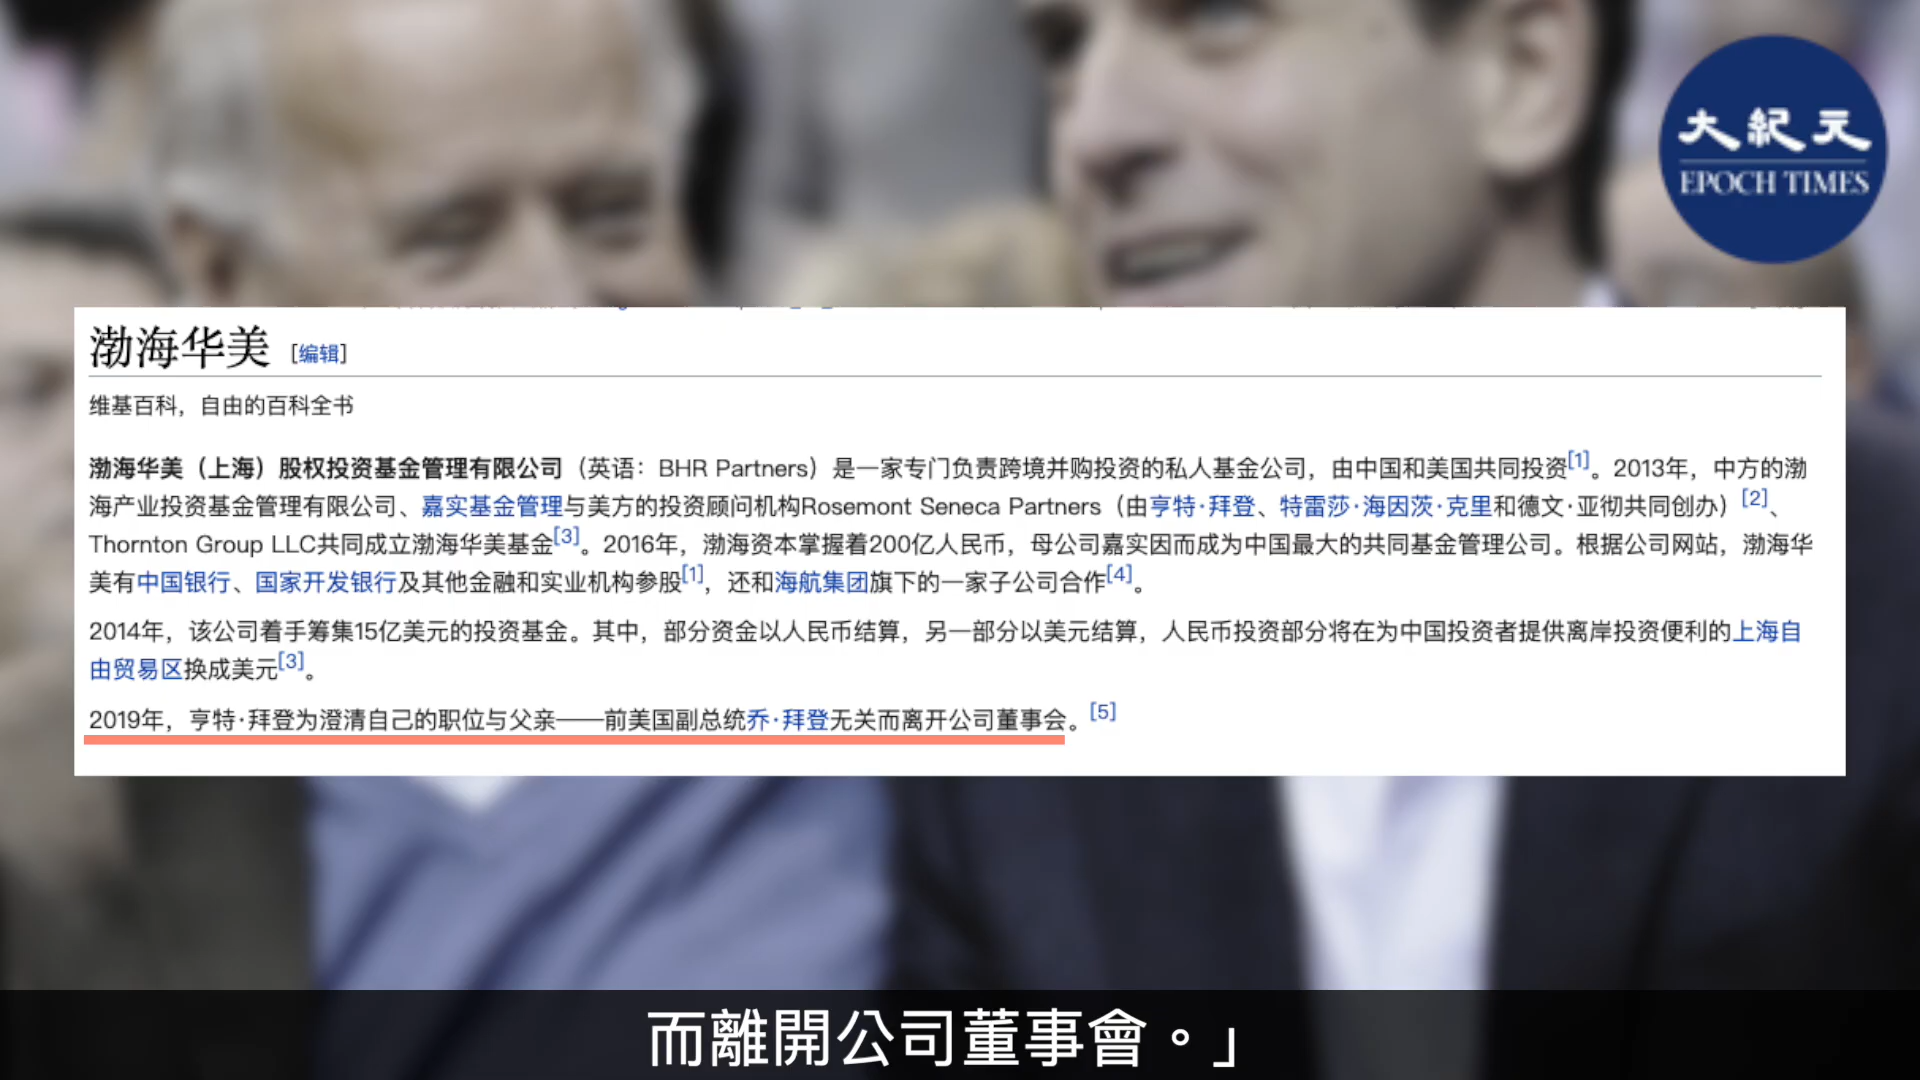 大紀元
EPOCH TIMES
渤海华美 [编辑]
维基百科，自由的百科全书
渤海华美（上海）股权投资基金管理有限公司（英语：BHR Partners）是一家专门负责跨境并购投资的私人基金公司，由中国和美国共同投资[1]。2013年，中方的渤
海产业投资基金管理有限公司、嘉实基金管理与美方的投资顾问机构Rosemont Seneca Partners（由亨特·拜登、特雷莎·海因茨·克里和德文·亚彻共同创办）[2]、
Thornton Group LLC共同成立渤海华美基金[3]。2016年，渤海资本掌握着200亿人民币，母公司嘉实因而成为中国最大的共同基金管理公司。根据公司网站，渤海华
美有中国银行、国家开发银行及其他金融和实业机构参股[1]，还和海航集团旗下的一家子公司合作[4]。
2014年，该公司着手筹集15亿美元的投资基金。其中，部分资金以人民币结算，另一部分以美元结算，人民币投资部分将在为中国投资者提供离岸投资便利的上海自
由贸易区换成美元[3]。
2019年，亨特·拜登为澄清自己的职位与父亲——前美国副总统乔·拜登无关而离开公司董事会。[5]
而離開公司董事會。」